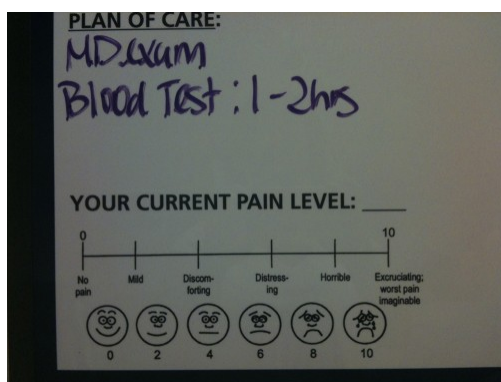 PLAN OF CARE:
MD.exam
Blood Test: 1-2hrs
YOUR CURRENT PAIN LEVEL: ____
0 10
No pain
Mild
Discom-
forting
Distress-
ing
Horrible
Excruciating;
worst pain
imaginable
0 2 4 6 8 10